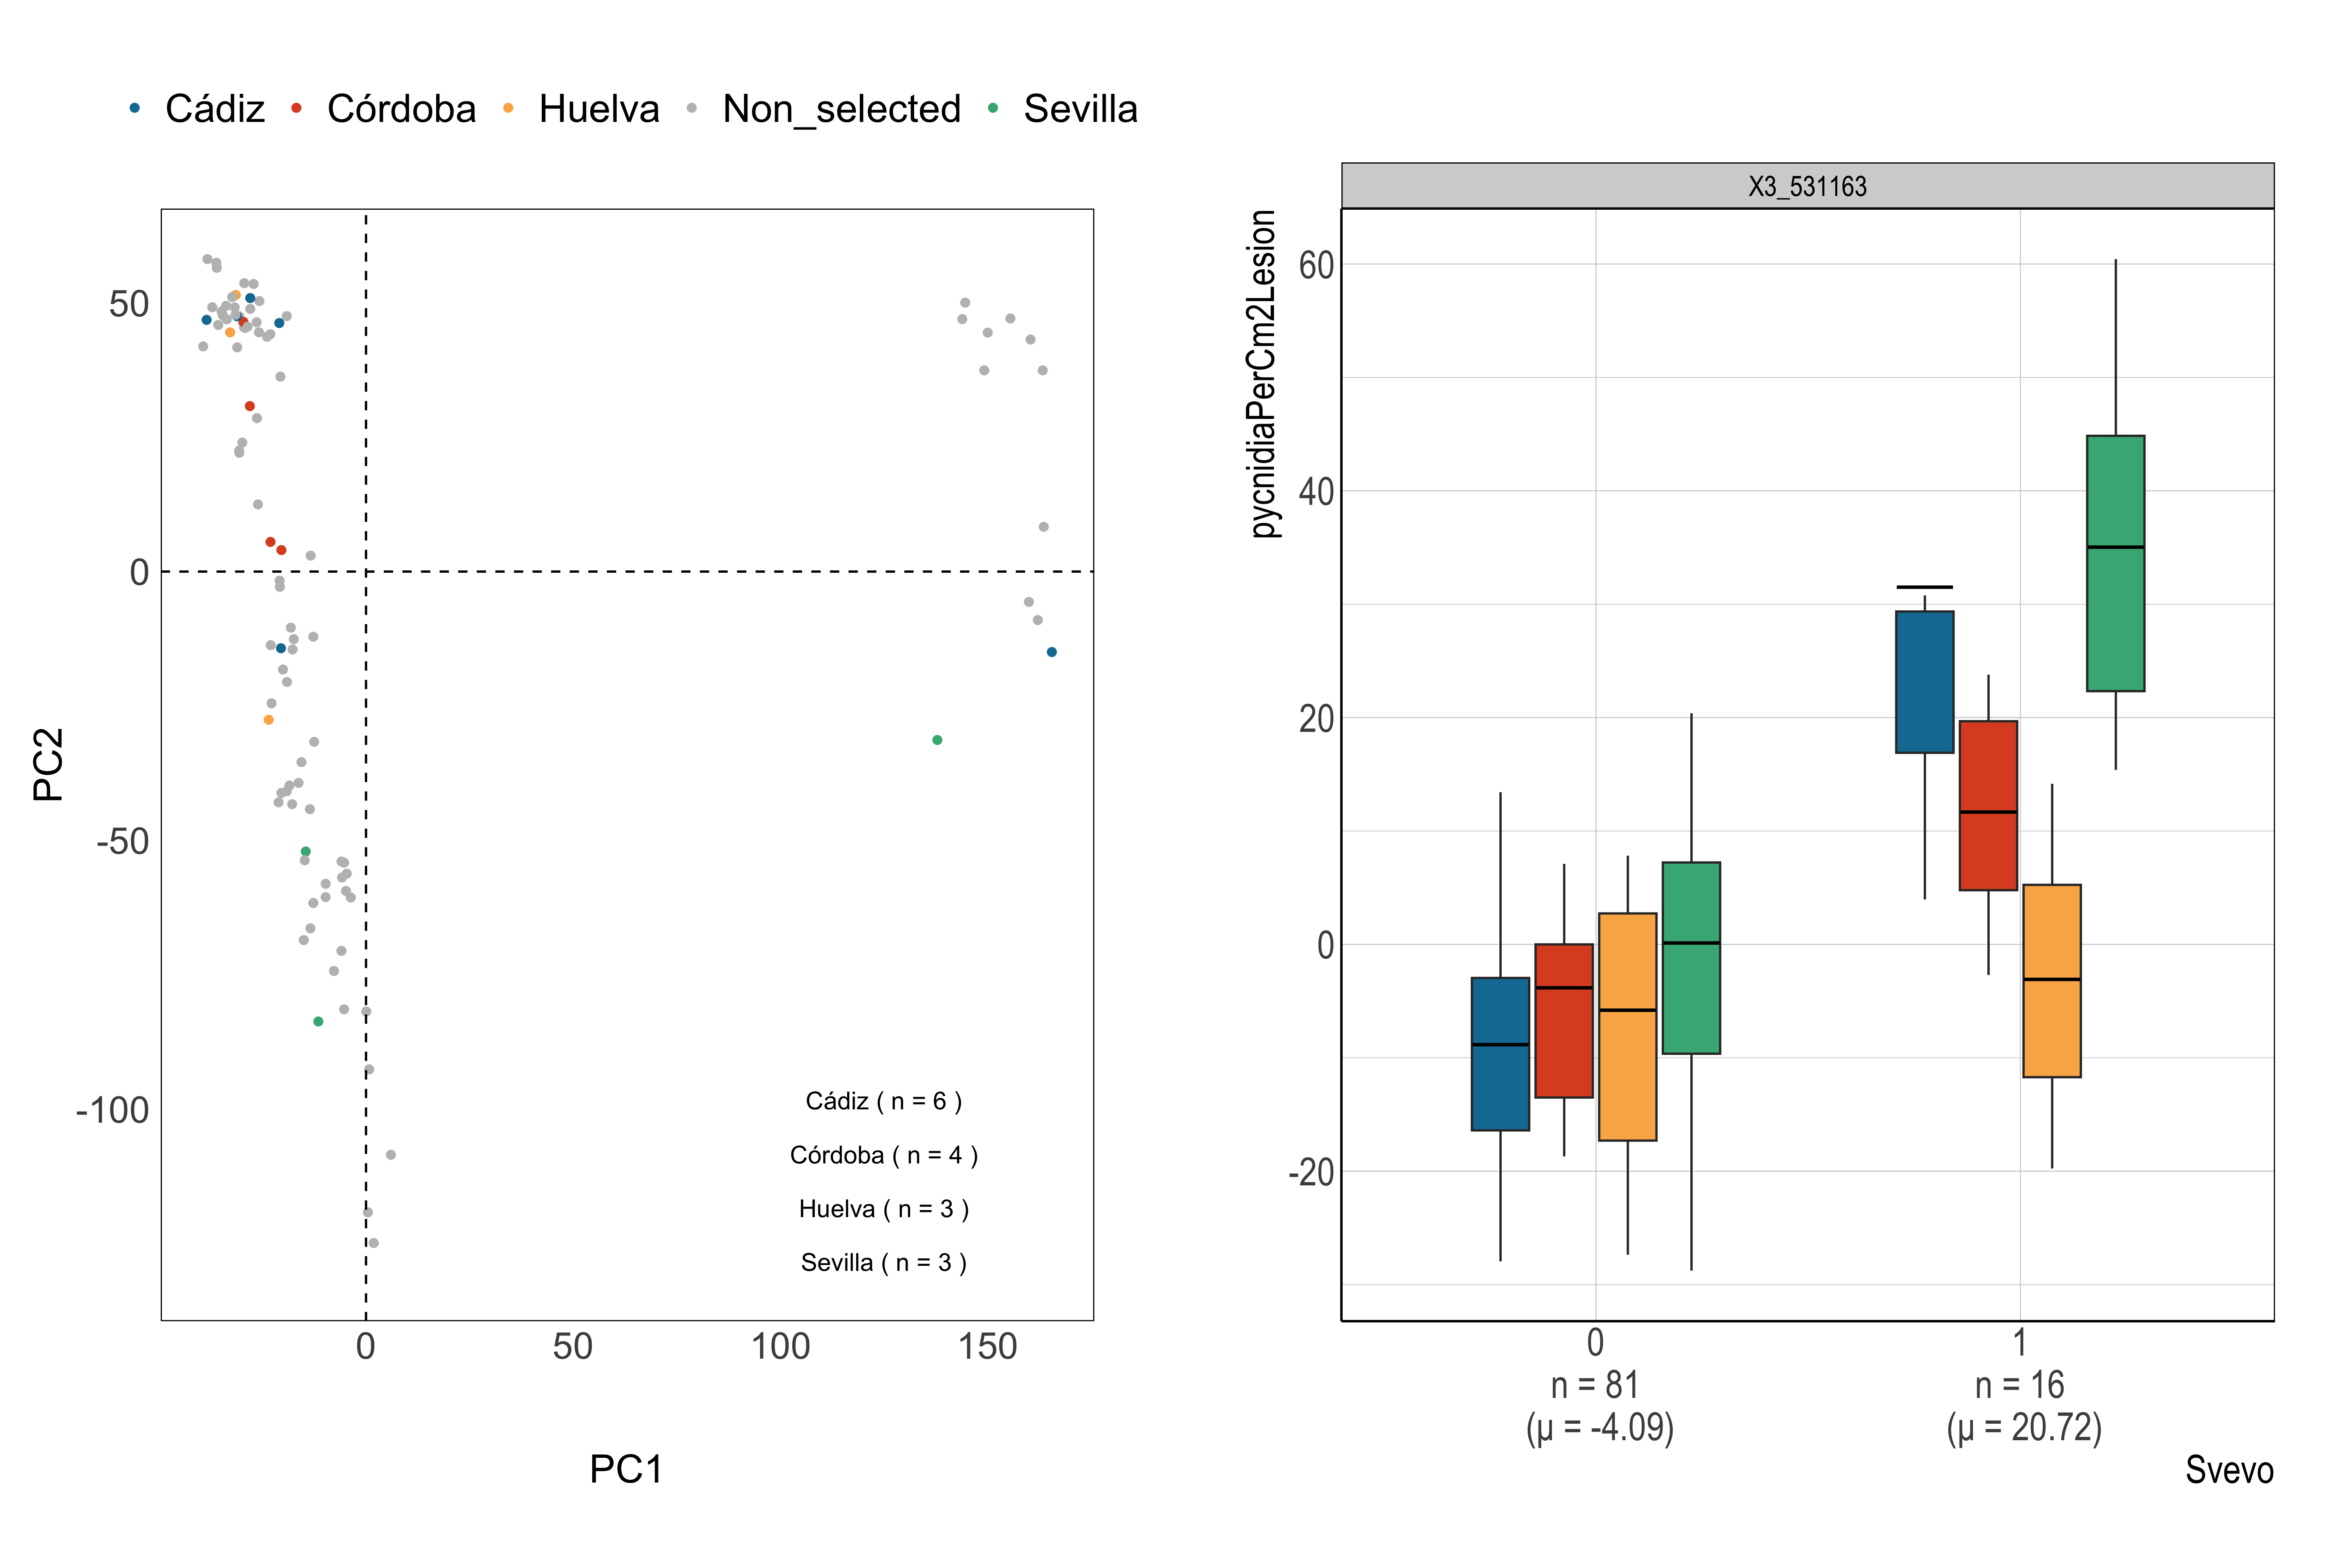 Cádiz Córdoba Huelva Non_selected Sevilla
PC2
50
0
-50
-100
Cádiz ( n = 6 )
Córdoba ( n = 4 )
Huelva ( n = 3 )
Sevilla ( n = 3 )
0 50 100 150
PC1
X3_531163
pycnidiaPerCm2Lesion
60
40
20
0
-20
0 1
n = 81 n = 16
(µ = -4.09) (µ = 20.72)
Svevo